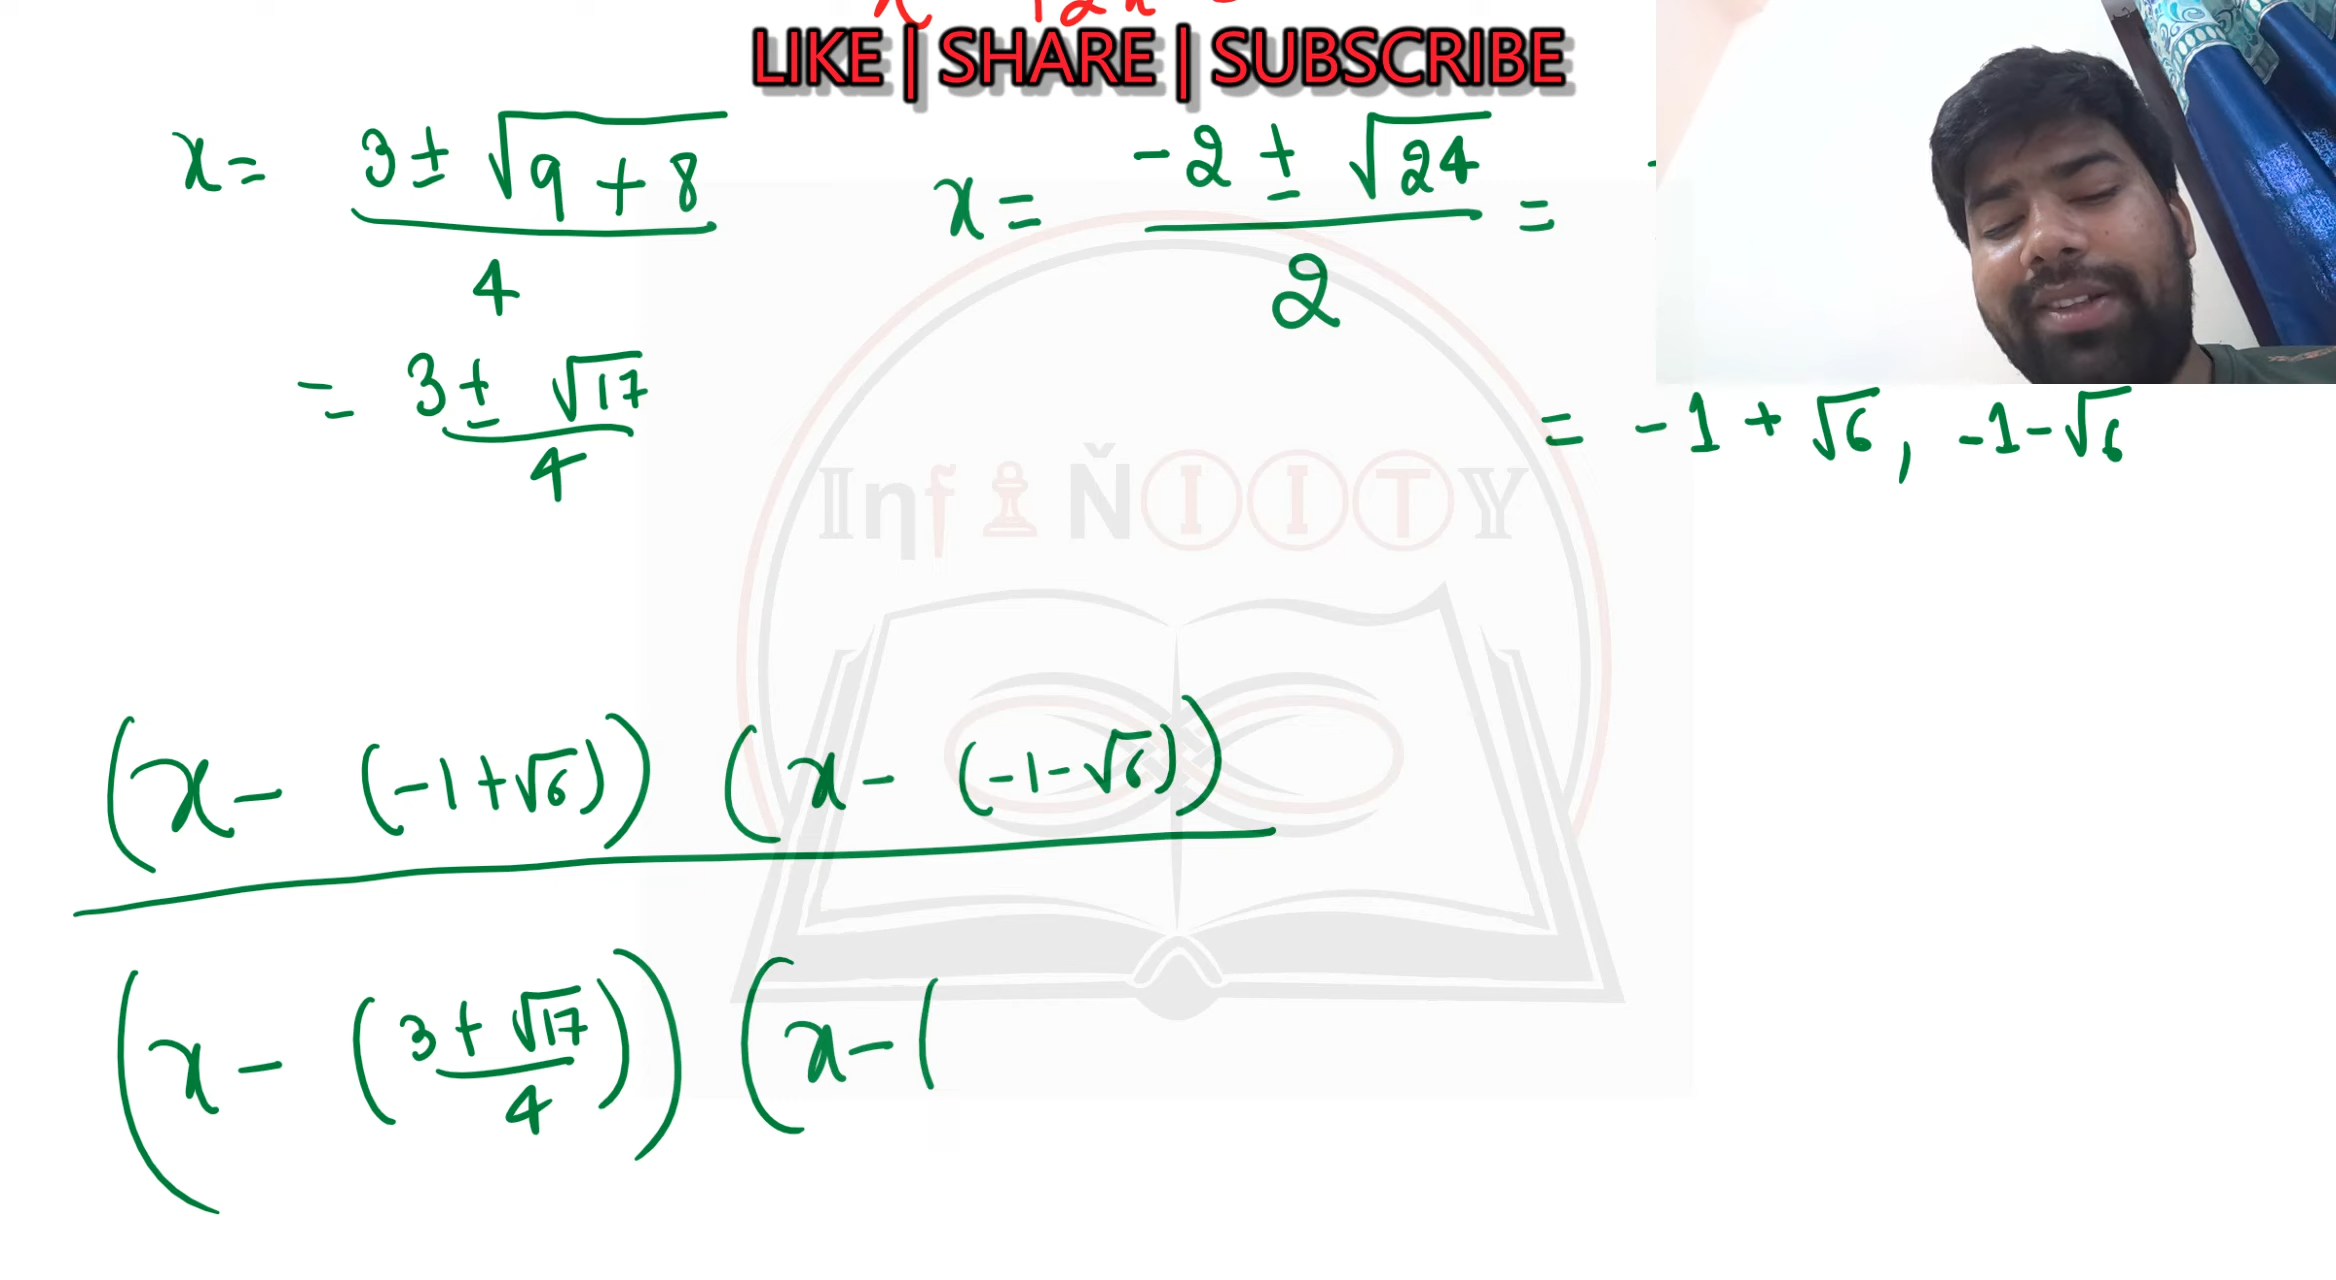 LIKE | SHARE | SUBSCRIBE
x = (3 ± √(9 + 8)) / 4
x = (-2 ± √24) / 2 =
= (3 ± √17) / 4
= -1 + √6, -1 - √6
Inf Ň I I T Y
(x - (-1 + √6)) (x - (-1 - √6))
(x - ((3 + √17) / 4)) (x - (